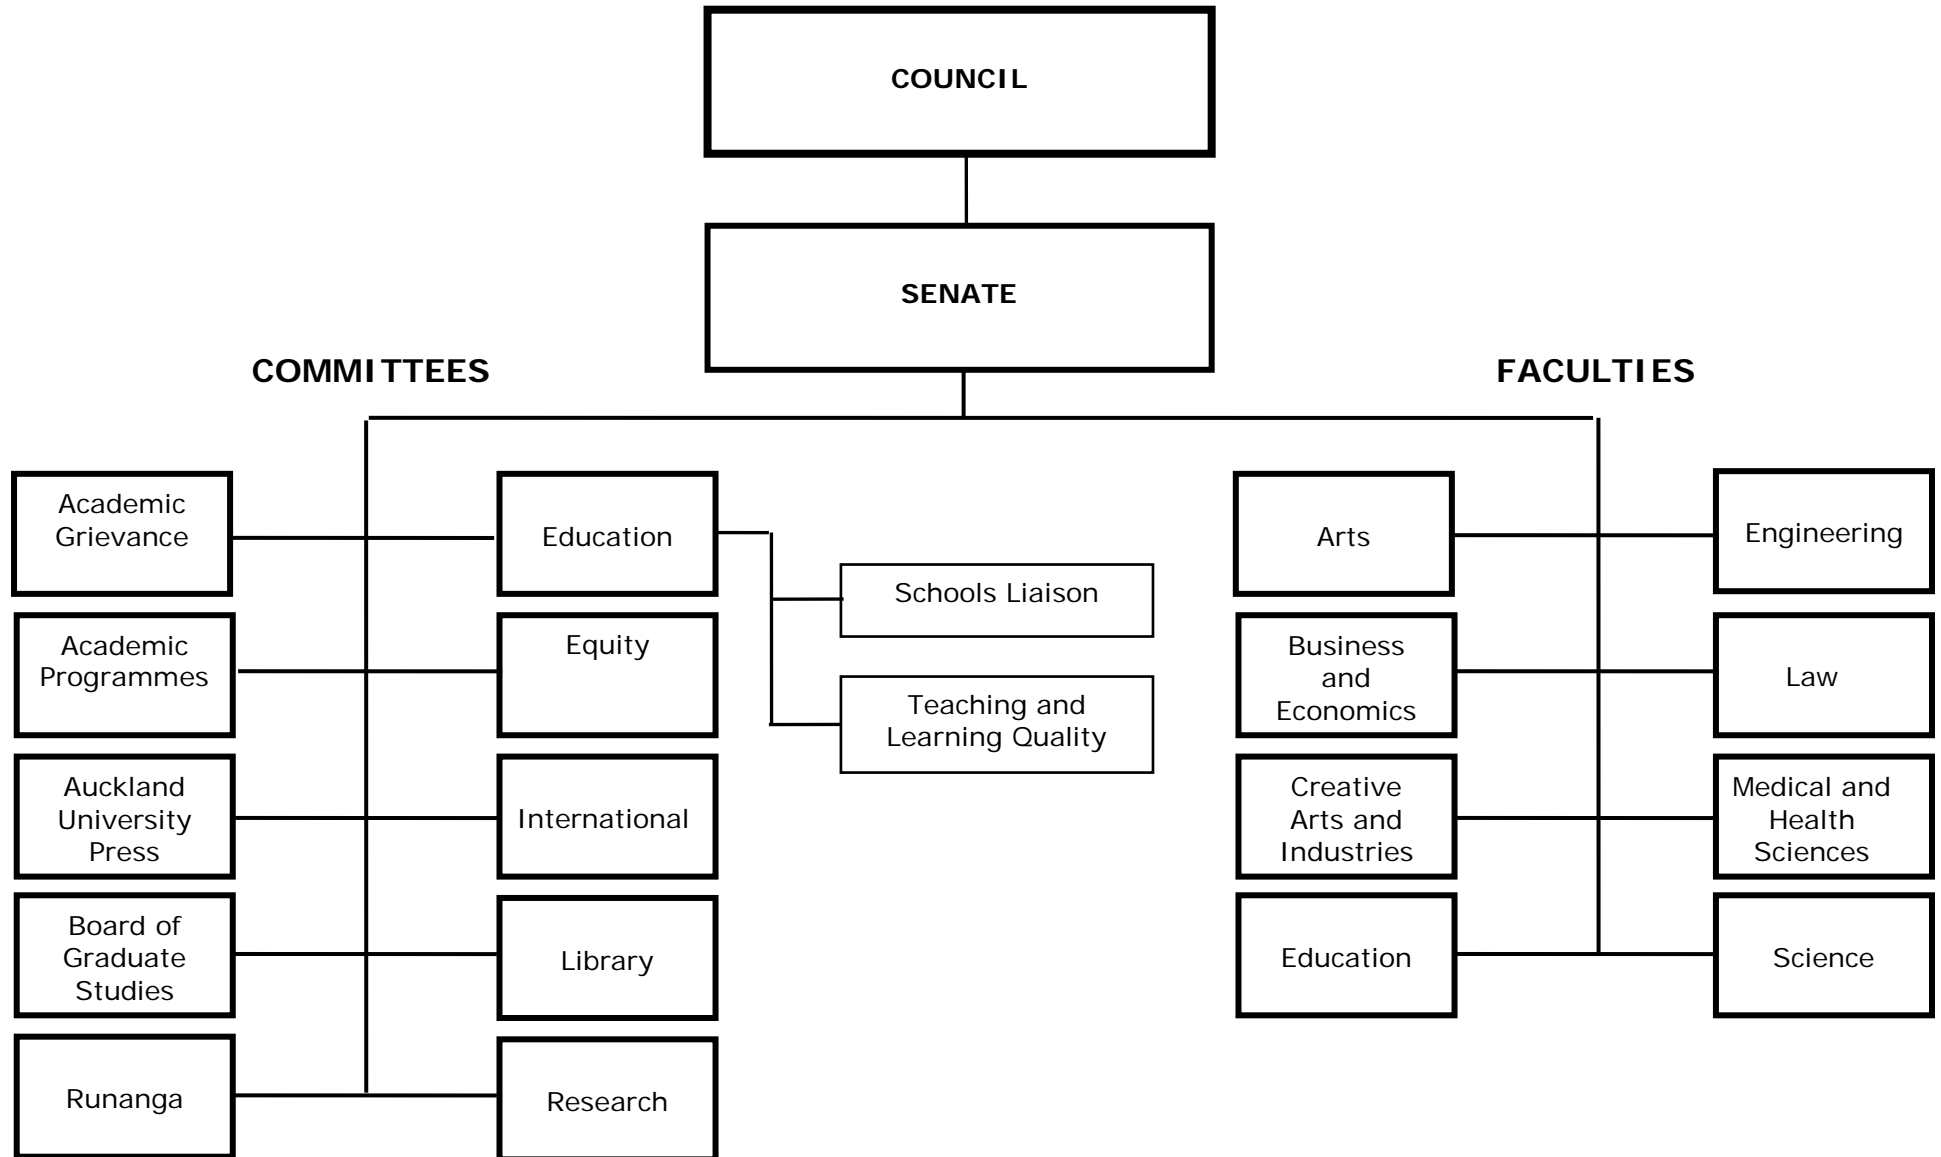 COUNCIL
SENATE
COMMITTEES
FACULTIES
Academic
Grievance
Education
Schools Liaison
Teaching and
Learning Quality
Academic
Programmes
Equity
Auckland
University
Press
International
Board of
Graduate
Studies
Library
Runanga
Research
Arts
Engineering
Business
and
Economics
Law
Creative
Arts and
Industries
Medical and
Health
Sciences
Education
Science